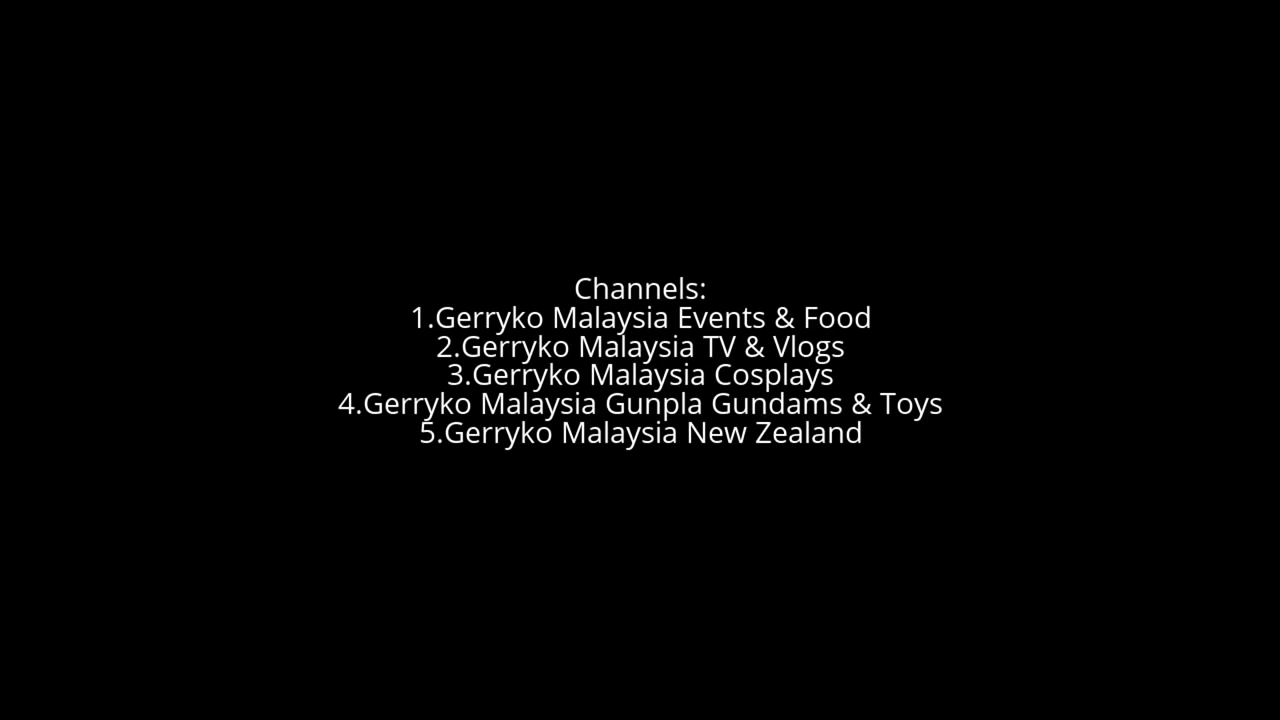 Channels:
1.Gerryko Malaysia Events & Food
2.Gerryko Malaysia TV & Vlogs
3.Gerryko Malaysia Cosplays
4.Gerryko Malaysia Gunpla Gundams & Toys
5.Gerryko Malaysia New Zealand